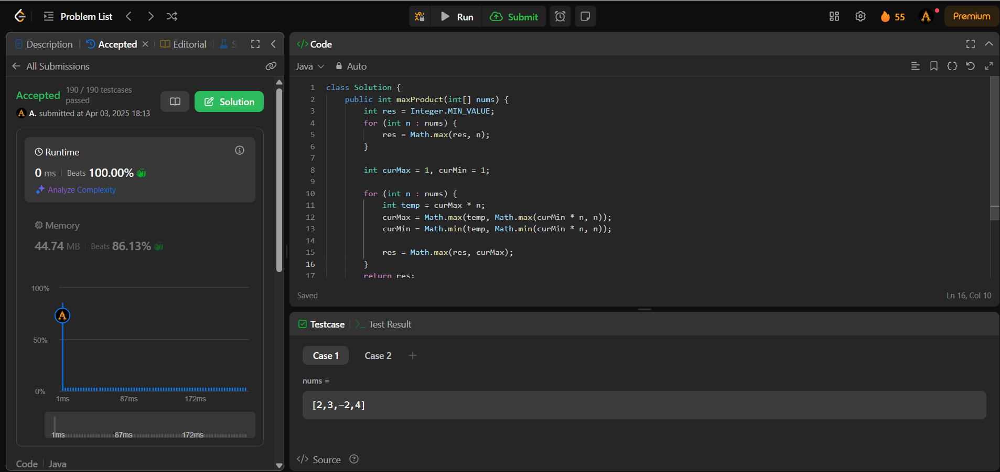 Problem List
Run
Submit
55
Premium
Description
Accepted
Editorial
S
All Submissions
Accepted
190 / 190 testcases
passed
A. submitted at Apr 03, 2025 18:13
Solution
Runtime
0 ms | Beats 100.00%
Analyze Complexity
Memory
44.74 MB | Beats 86.13%
100%
50%
0%
1ms 87ms 172ms
1ms 87ms 172ms
Code | Java
</> Code
Java
Auto
1 class Solution {
2 public int maxProduct(int[] nums) {
3 int res = Integer.MIN_VALUE;
4 for (int n : nums) {
5 res = Math.max(res, n);
6 }
7
8 int curMax = 1, curMin = 1;
9
10 for (int n : nums) {
11 int temp = curMax * n;
12 curMax = Math.max(temp, Math.max(curMin * n, n));
13 curMin = Math.min(temp, Math.min(curMin * n, n));
14
15 res = Math.max(res, curMax);
16 }
17 return res;
Saved
Ln 16, Col 10
Testcase
Test Result
Case 1
Case 2
nums =
[2,3,-2,4]
</> Source